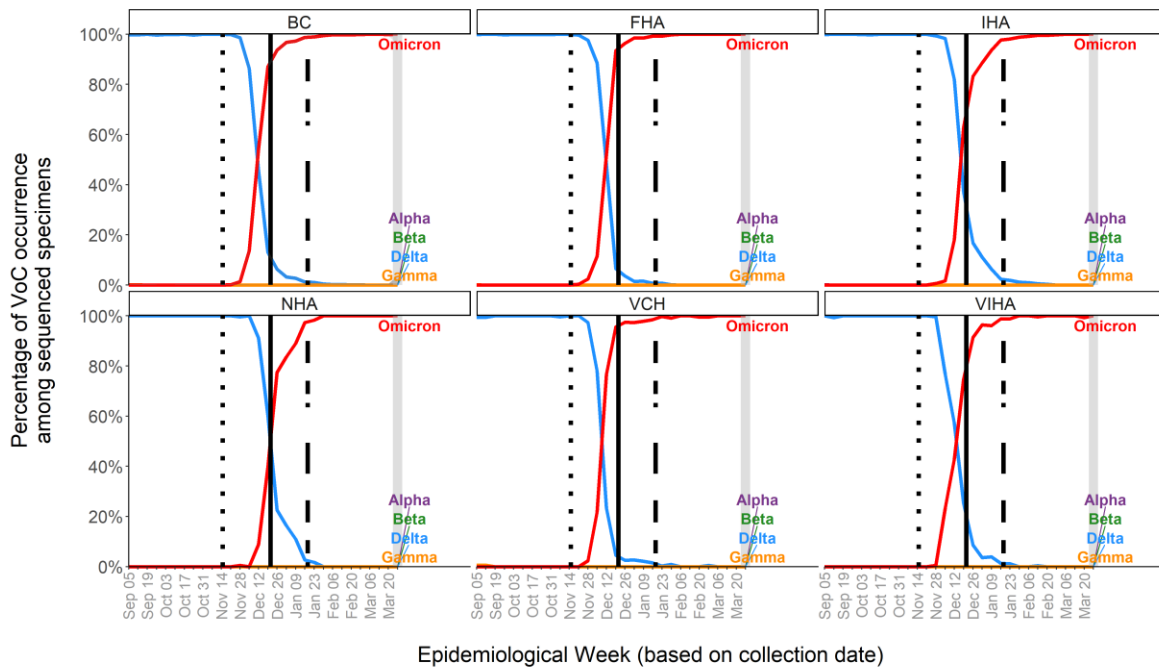 BC
FHA
IHA
100%
80%
60%
40%
20%
0%
Omicron
Alpha
Beta
Delta
Gamma
Omicron
Alpha
Beta
Delta
Gamma
Omicron
Alpha
Beta
Delta
Gamma
NHA
VCH
VIHA
100%
80%
60%
40%
20%
0%
Omicron
Alpha
Beta
Delta
Gamma
Omicron
Alpha
Beta
Delta
Gamma
Omicron
Alpha
Beta
Delta
Gamma
Sep 05
Sep 19
Oct 03
Oct 17
Oct 31
Nov 14
Nov 28
Dec 12
Dec 26
Jan 09
Jan 23
Feb 06
Feb 20
Mar 06
Mar 20
Sep 05
Sep 19
Oct 03
Oct 17
Oct 31
Nov 14
Nov 28
Dec 12
Dec 26
Jan 09
Jan 23
Feb 06
Feb 20
Mar 06
Mar 20
Sep 05
Sep 19
Oct 03
Oct 17
Oct 31
Nov 14
Nov 28
Dec 12
Dec 26
Jan 09
Jan 23
Feb 06
Feb 20
Mar 06
Mar 20
Percentage of VoC occurrence
among sequenced specimens
Epidemiological Week (based on collection date)